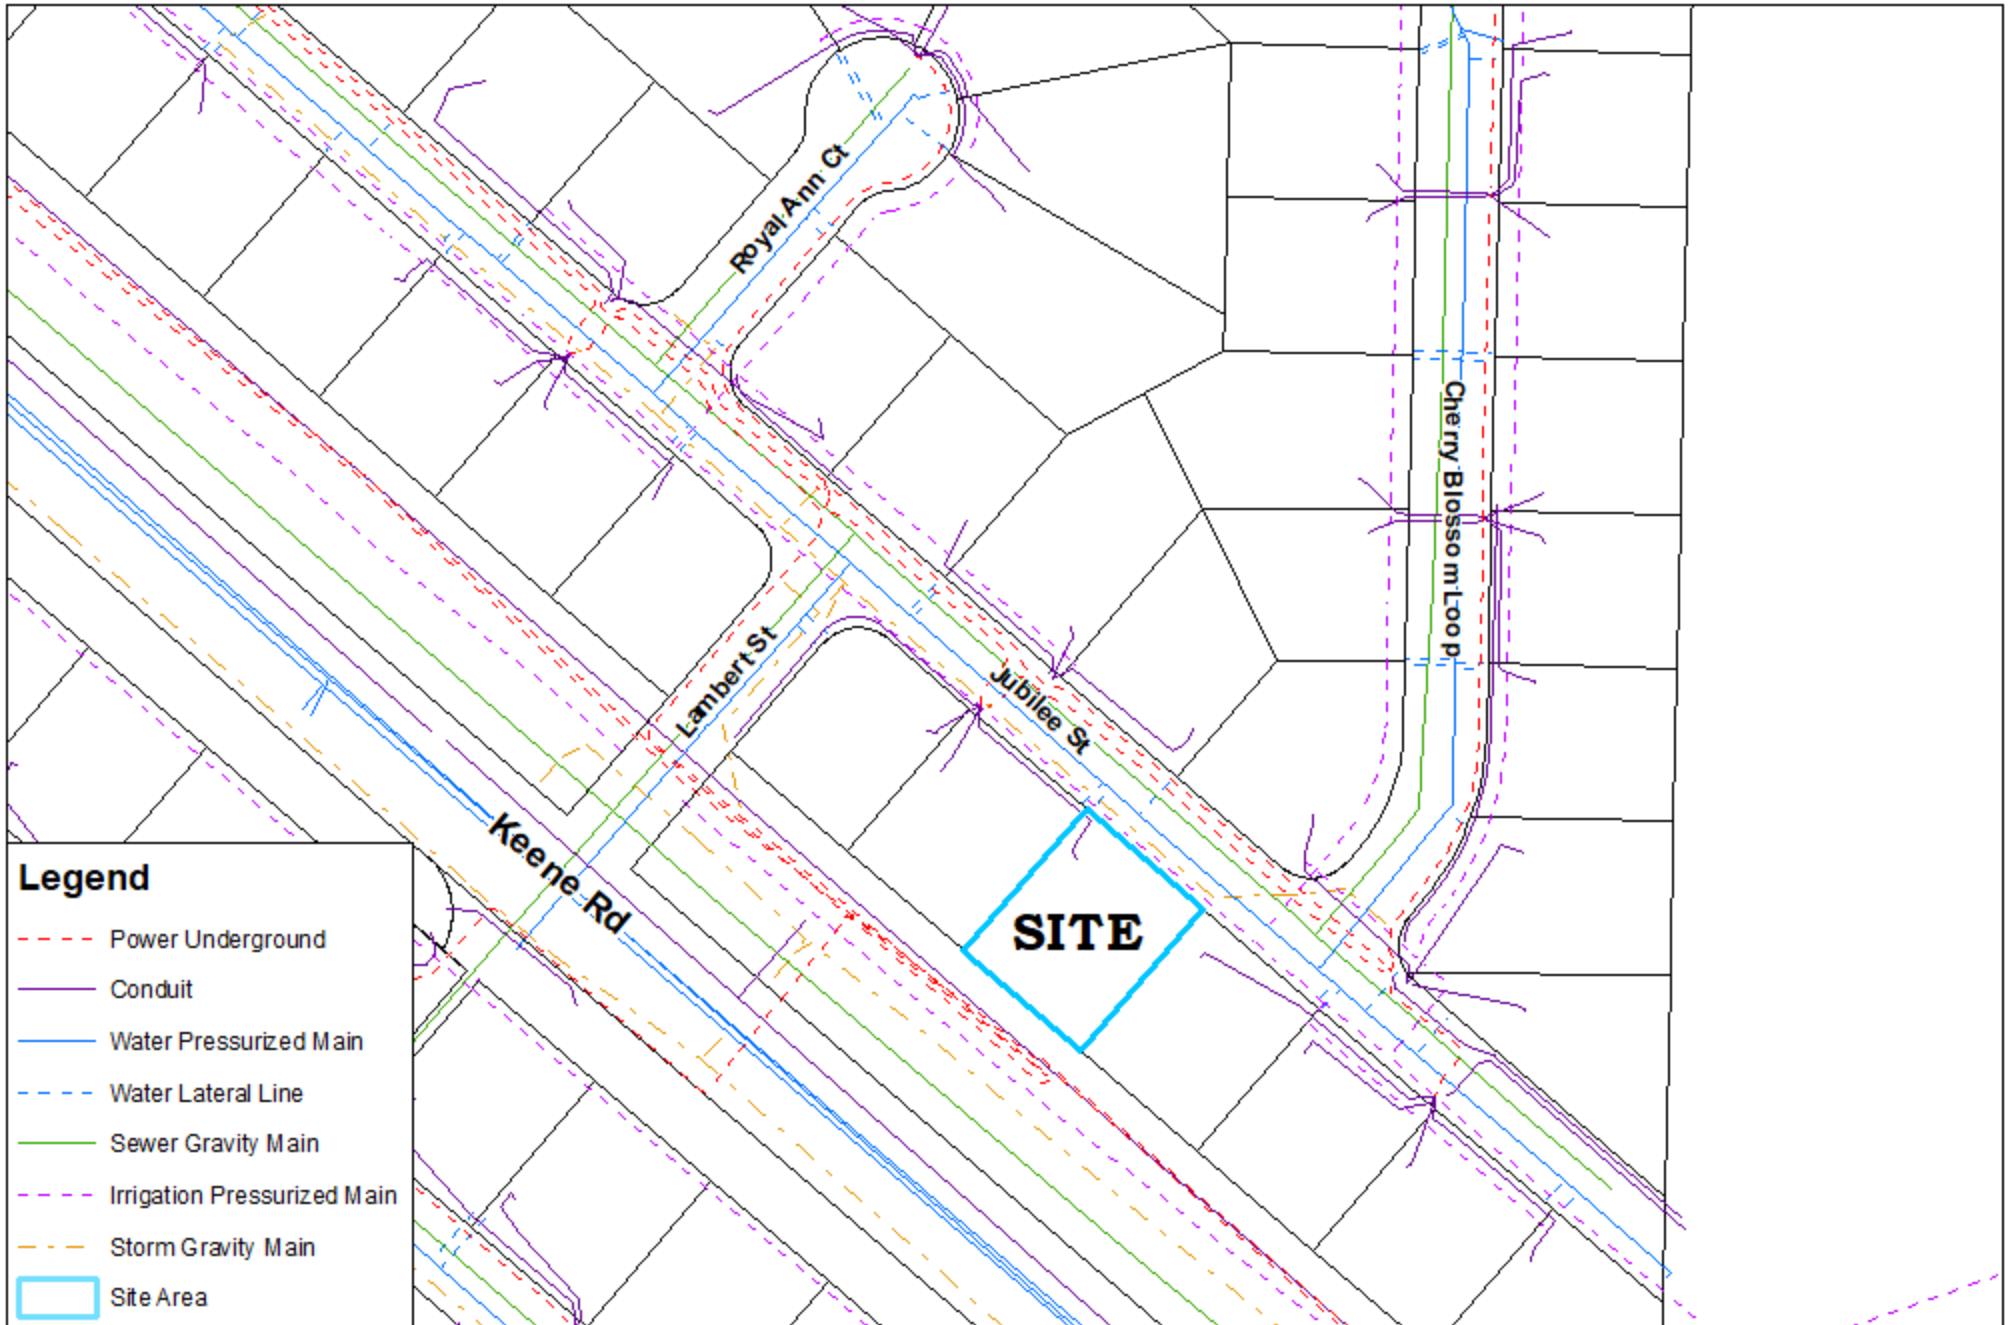 Royal Ann Ct
Cherry Blossom Loop
Lambert St
Jubilee St
Keene Rd
SITE
Legend
Power Underground
Conduit
Water Pressurized Main
Water Lateral Line
Sewer Gravity Main
Irrigation Pressurized Main
Storm Gravity Main
Site Area